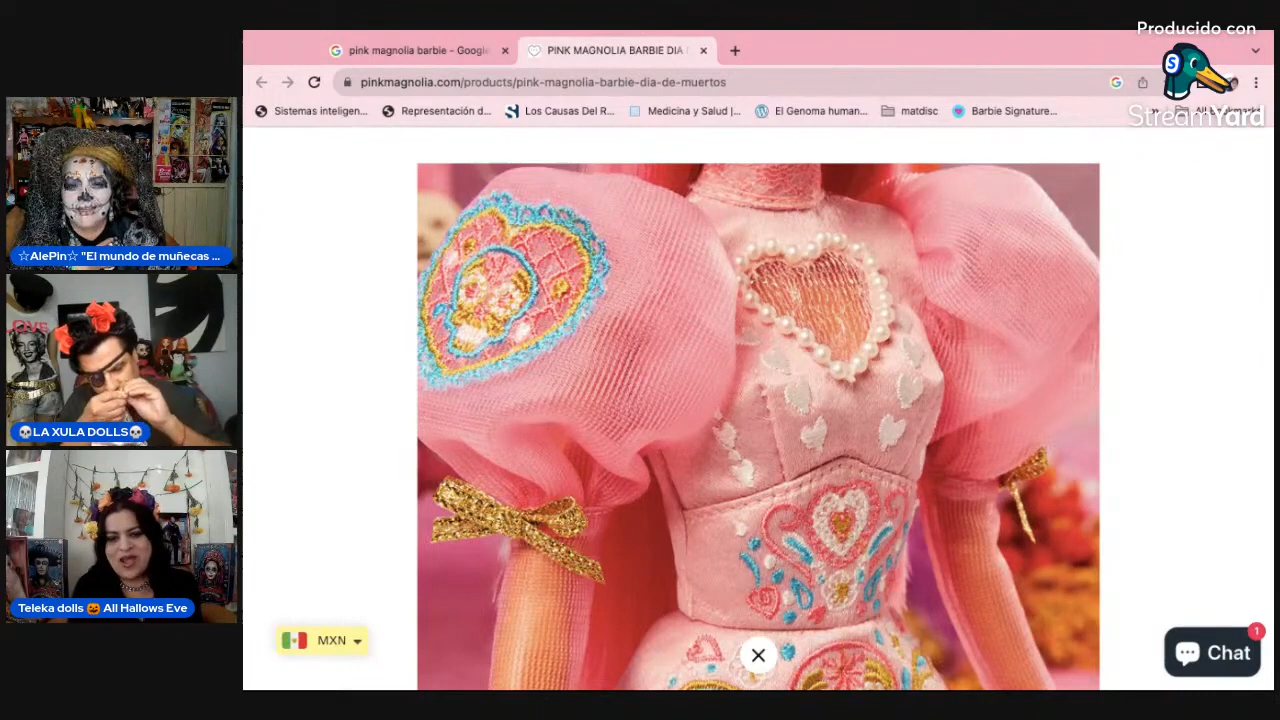 Producido con
StreamYard
pink magnolia barbie - Google
PINK MAGNOLIA BARBIE DIA
pinkmagnolia.com/products/pink-magnolia-barbie-dia-de-muertos
Sistemas inteligen...
Representación d...
Los Causas Del R...
Medicina y Salud |...
El Genoma human...
matdisc
Barbie Signature...
☆AlePin☆ "El mundo de muñecas ...
LOVE
💀LA XULA DOLLS💀
Teleka dolls 🎃 All Hallows Eve
MXN
1
Chat